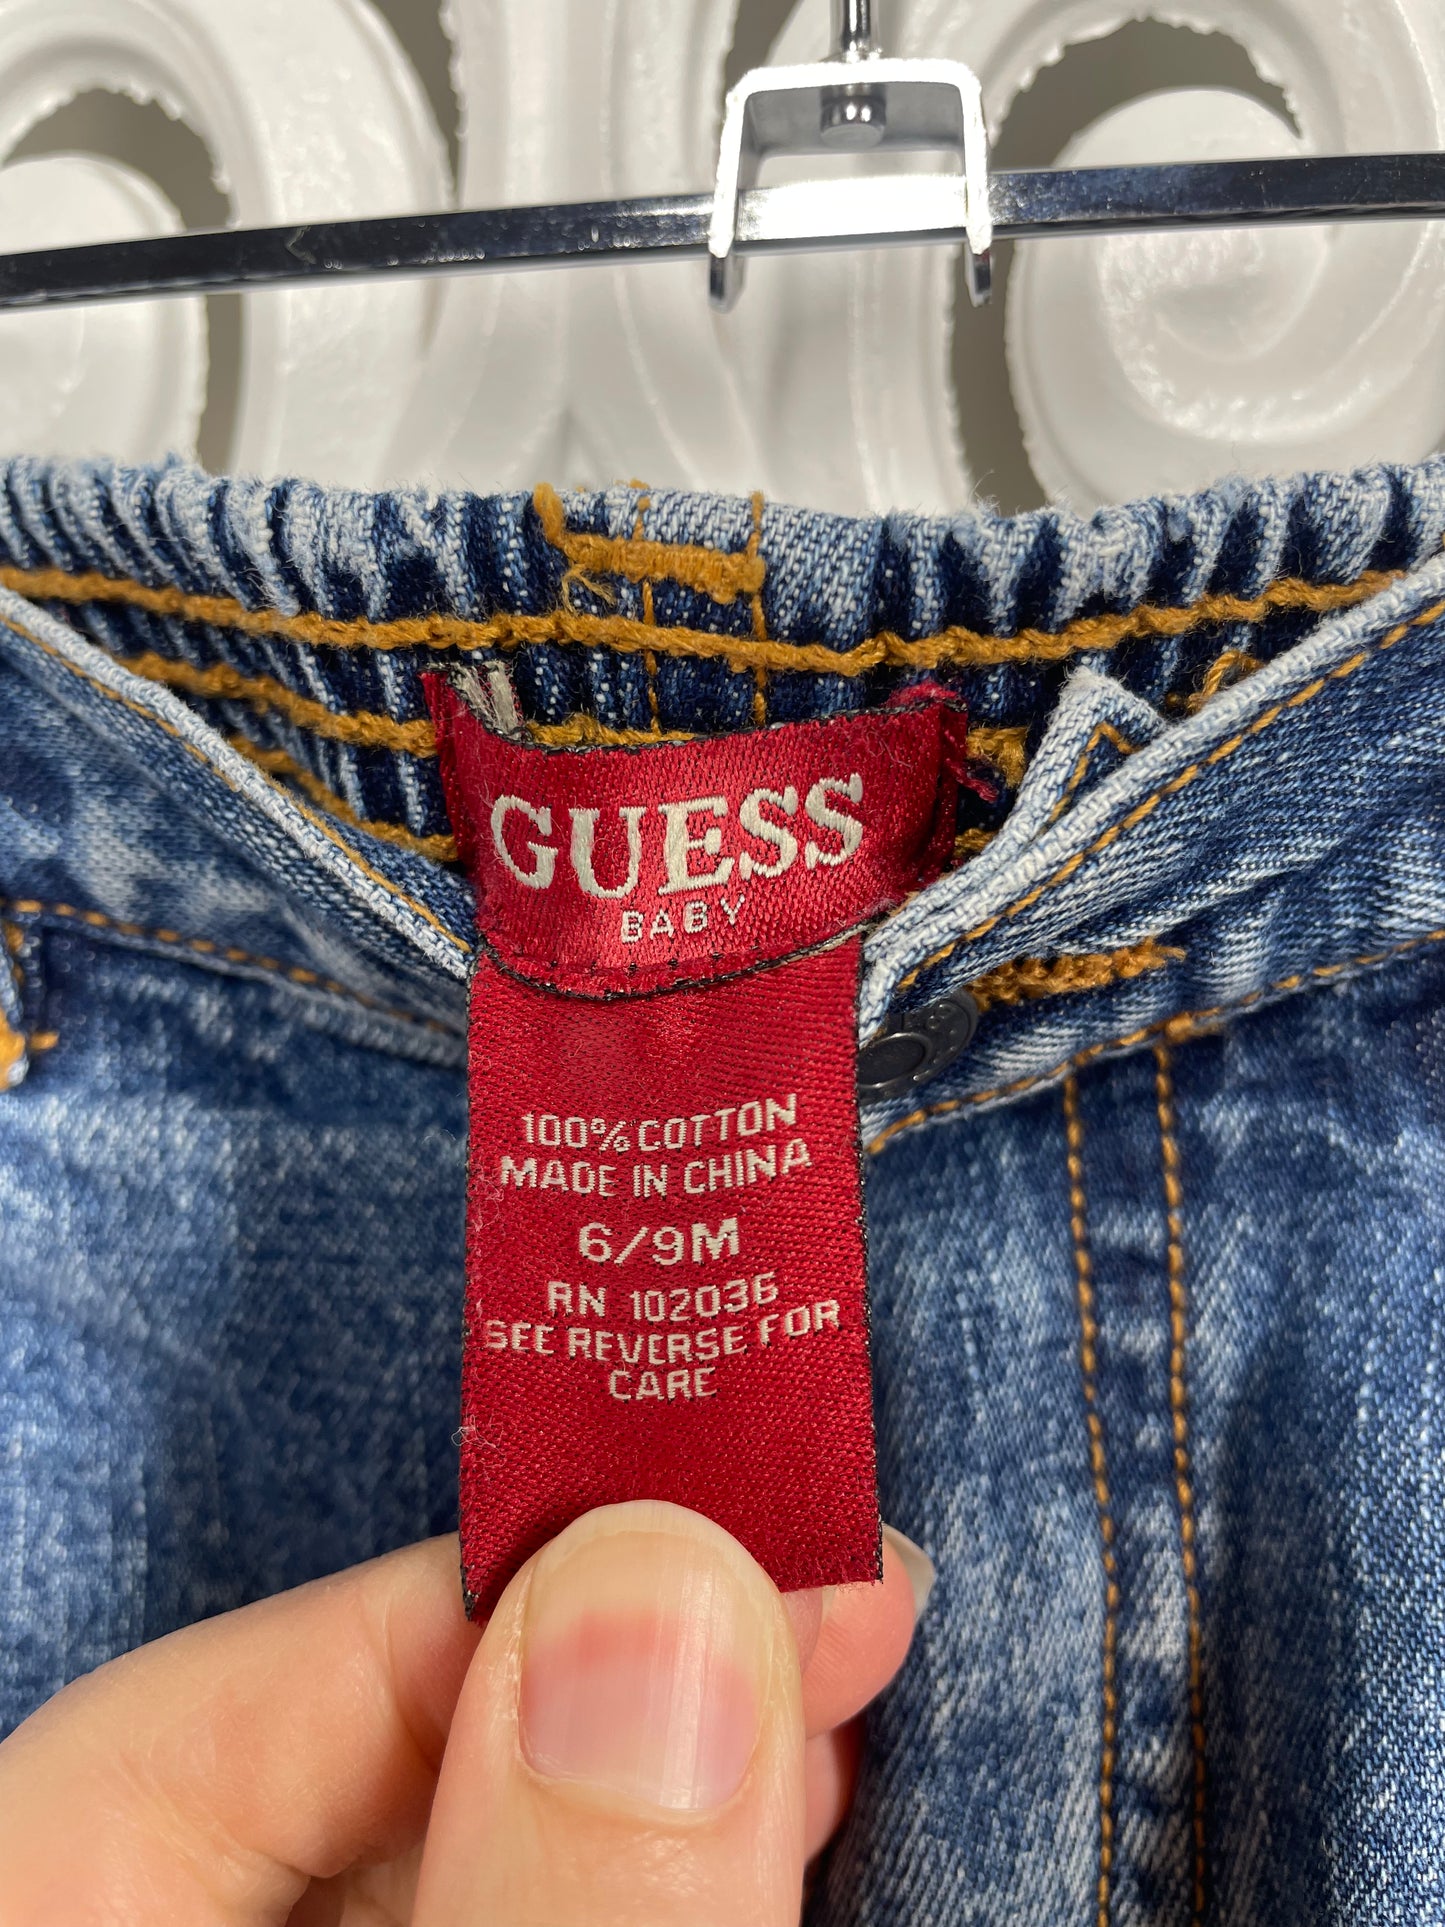 GUESS
BABY
100% COTTON
MADE IN CHINA
6/9M
RN 102036
SEE REVERSE FOR
CARE